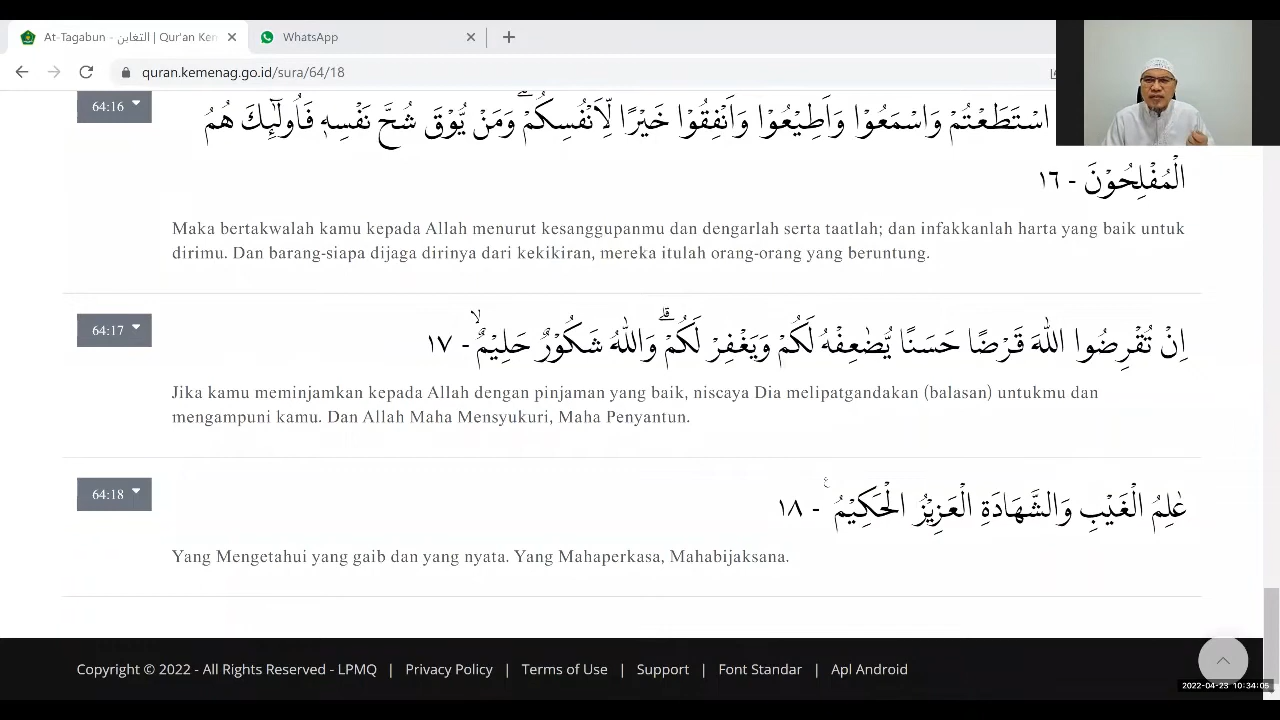 At-Tagabun - التغابن | Qur'an Ken
WhatsApp
quran.kemenag.go.id/sura/64/18
64:16
اسْتَطَعْتُمْ وَاسْمَعُوْا وَاَطِيْعُوْا وَاَنْفِقُوْا خَيْرًا لِّاَنْفُسِكُمْۗ وَمَنْ يُّوْقَ شُحَّ نَفْسِهٖ فَاُولٰۤىِٕكَ هُمُ
الْمُفْلِحُوْنَ - ١٦
Maka bertakwalah kamu kepada Allah menurut kesanggupanmu dan dengarlah serta taatlah; dan infakkanlah harta yang baik untuk
dirimu. Dan barang-siapa dijaga dirinya dari kekikiran, mereka itulah orang-orang yang beruntung.
64:17
اِنْ تُقْرِضُوا اللّٰهَ قَرْضًا حَسَنًا يُّضٰعِفْهُ لَكُمْ وَيَغْفِرْ لَكُمْۗ وَاللّٰهُ شَكُوْرٌ حَلِيْمٌۙ - ١٧
Jika kamu meminjamkan kepada Allah dengan pinjaman yang baik, niscaya Dia melipatgandakan (balasan) untukmu dan
mengampuni kamu. Dan Allah Maha Mensyukuri, Maha Penyantun.
64:18
عٰلِمُ الْغَيْبِ وَالشَّهَادَةِ الْعَزِيْزُ الْحَكِيْمُ ࣖ - ١٨
Yang Mengetahui yang gaib dan yang nyata. Yang Mahaperkasa, Mahabijaksana.
Copyright © 2022 - All Rights Reserved - LPMQ | Privacy Policy | Terms of Use | Support | Font Standar | Apl Android
2022-04-23 10:34:05